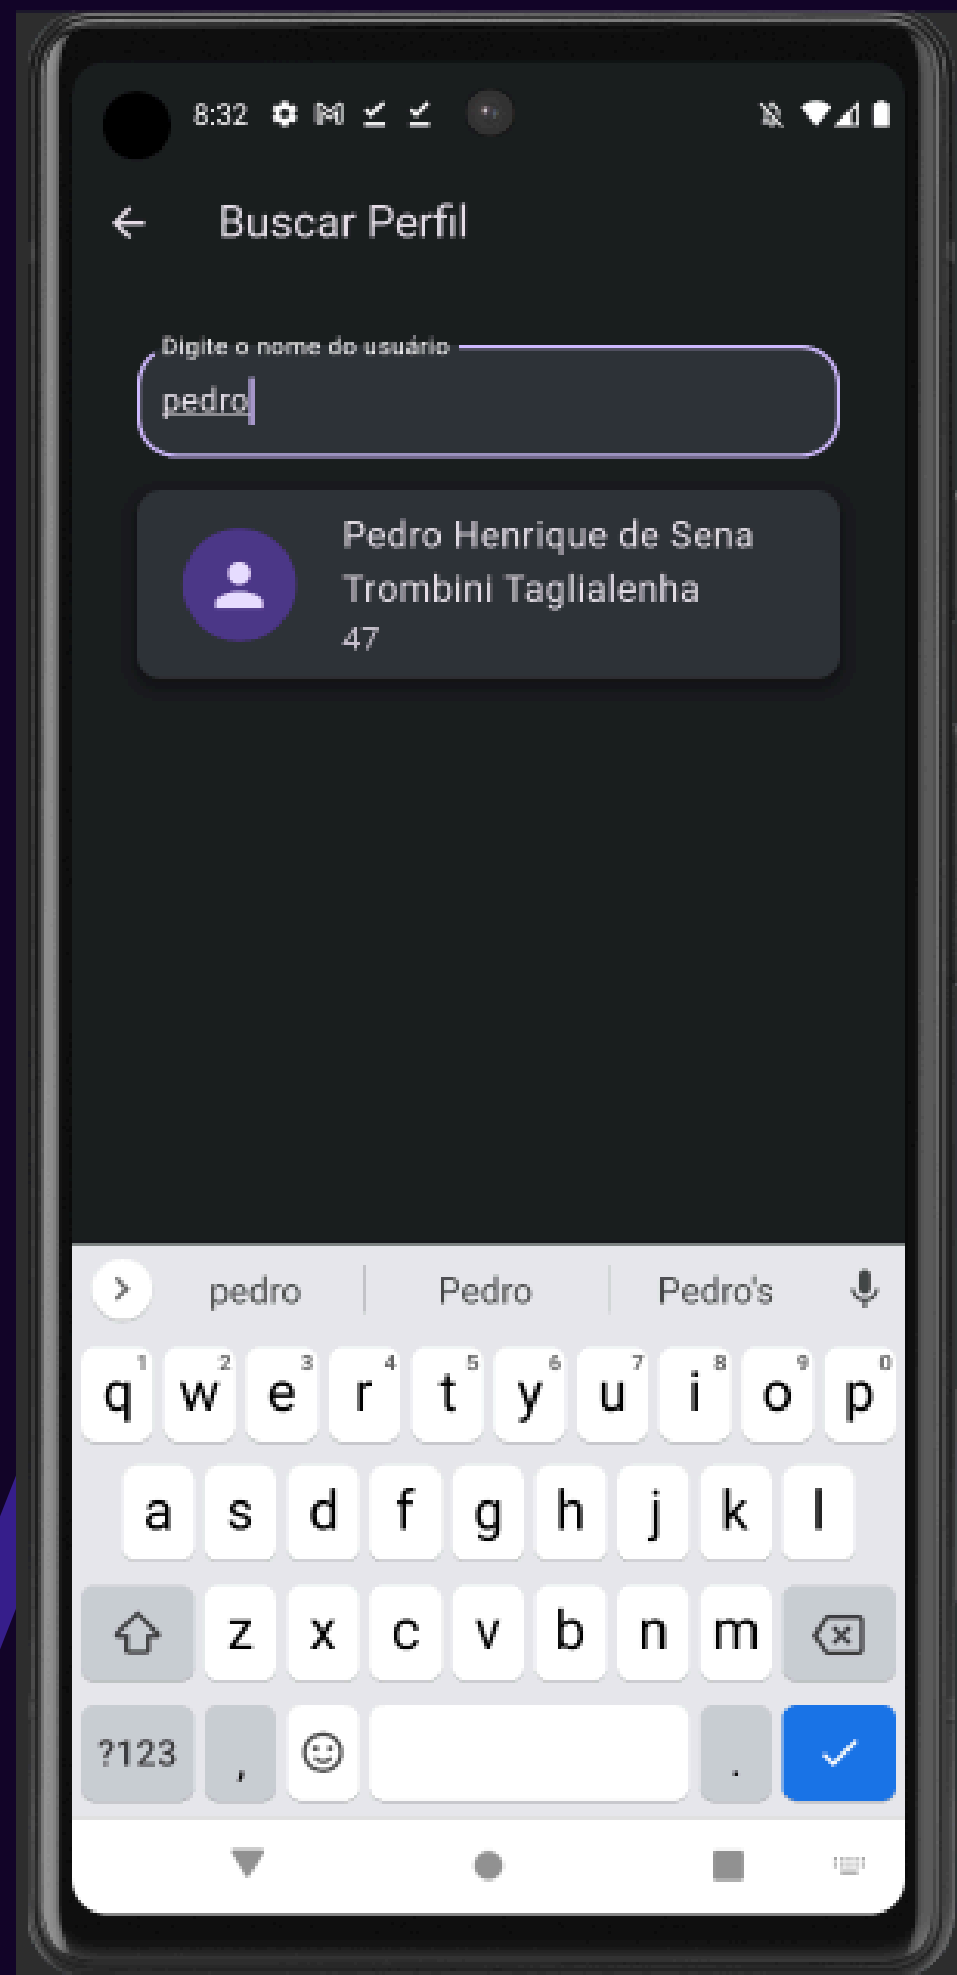 8:32
Buscar Perfil
Digite o nome do usuário
pedro
Pedro Henrique de Sena
Trombini Taglialenha
47
pedro Pedro Pedro's
1 2 3 4 5 6 7 8 9 0
q w e r t y u i o p
a s d f g h j k l
z x c v b n m
?123 , .